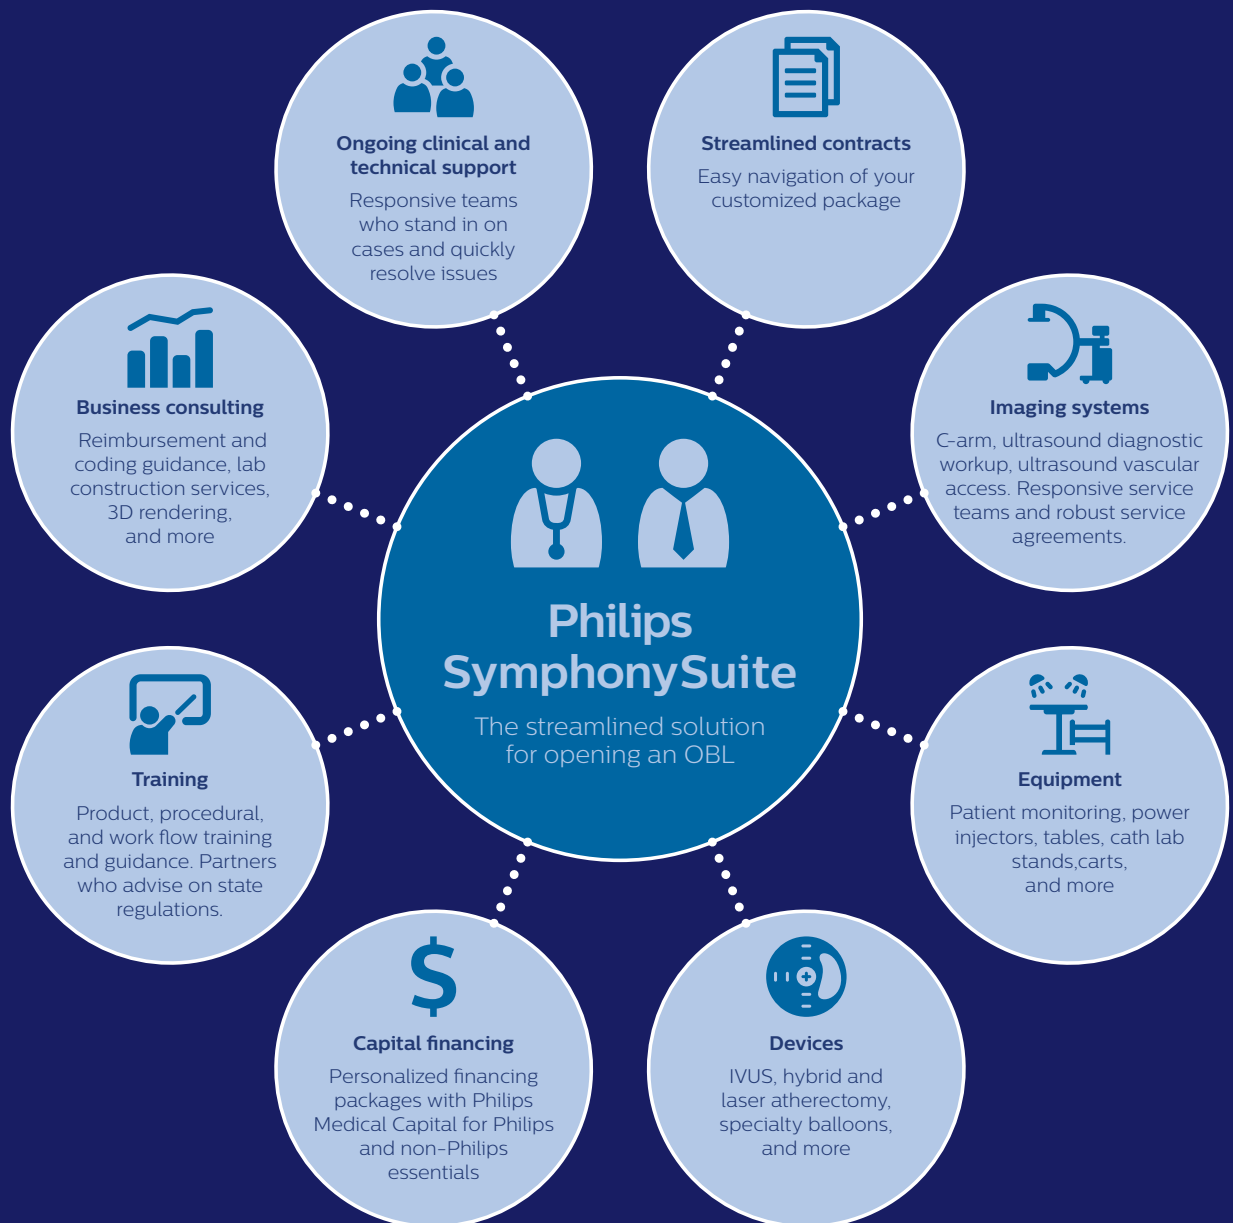 Ongoing clinical and
technical support
Responsive teams
who stand in on
cases and quickly
resolve issues
Streamlined contracts
Easy navigation of your
customized package
Business consulting
Reimbursement and
coding guidance, lab
construction services,
3D rendering,
and more
Imaging systems
C-arm, ultrasound diagnostic
workup, ultrasound vascular
access. Responsive service
teams and robust service
agreements.
Philips
SymphonySuite
The streamlined solution
for opening an OBL
Training
Product, procedural,
and work flow training
and guidance. Partners
who advise on state
regulations.
Equipment
Patient monitoring, power
injectors, tables, cath lab
stands,carts,
and more
Capital financing
Personalized financing
packages with Philips
Medical Capital for Philips
and non-Philips
essentials
Devices
IVUS, hybrid and
laser atherectomy,
specialty balloons,
and more